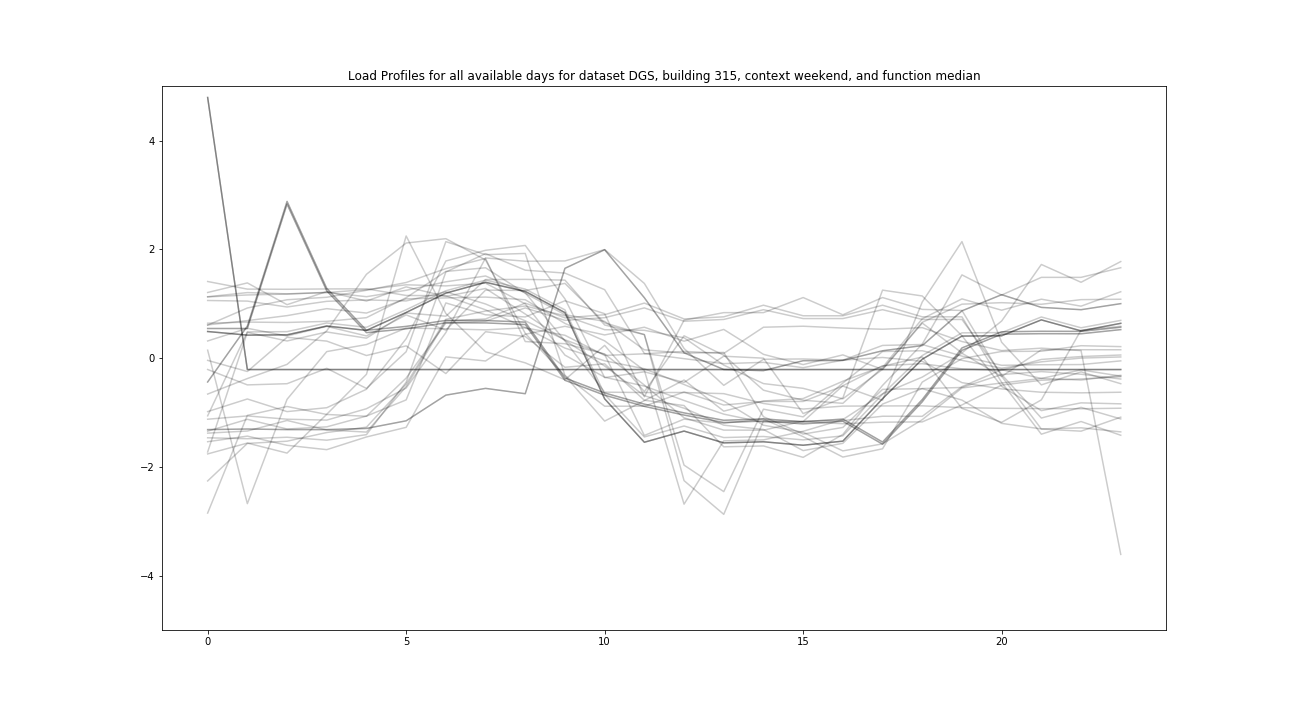 Load Profiles for all available days for dataset DGS, building 315, context weekend, and function median
4
2
0
−2
−4
0 5 10 15 20